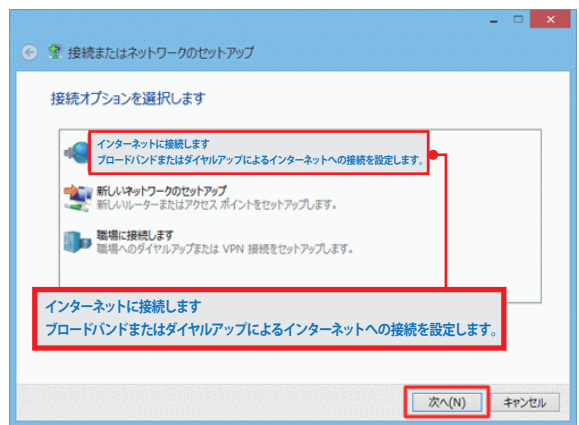 接続またはネットワークのセットアップ
接続オプションを選択します
インターネットに接続します
ブロードバンドまたはダイヤルアップによるインターネットへの接続を設定します。
新しいネットワークのセットアップ
新しいルーターまたはアクセス ポイントをセットアップします。
職場に接続します
職場へのダイヤルアップまたは VPN 接続をセットアップします。
インターネットに接続します
ブロードバンドまたはダイヤルアップによるインターネットへの接続を設定します。
次へ(N)
キャンセル